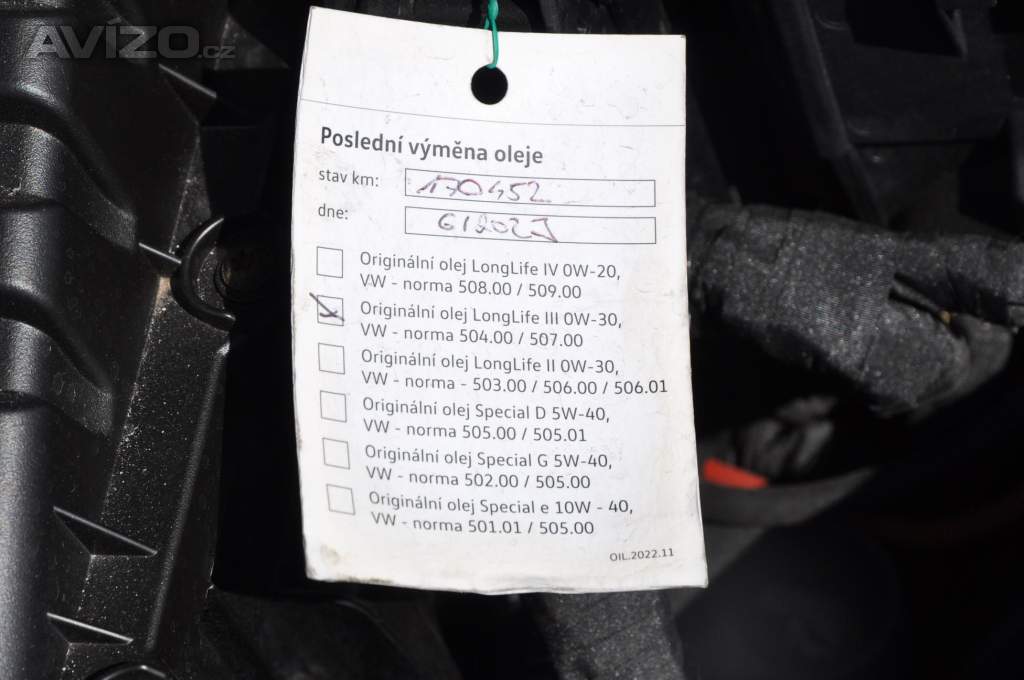 AVÍZO.cz
Poslední výměna oleje
stav km: 170452
dne:
Originální olej LongLife IV 0W-20,
VW - norma 508.00 / 509.00
Originální olej LongLife III 0W-30,
VW - norma 504.00 / 507.00
Originální olej LongLife II 0W-30,
VW - norma - 503.00 / 506.00 / 506.01
Originální olej Special D 5W-40,
VW - norma 505.00 / 505.01
Originální olej Special G 5W-40,
VW - norma 502.00 / 505.00
Originální olej Special e 10W - 40,
VW - norma 501.01 / 505.00
OIL.2022.11